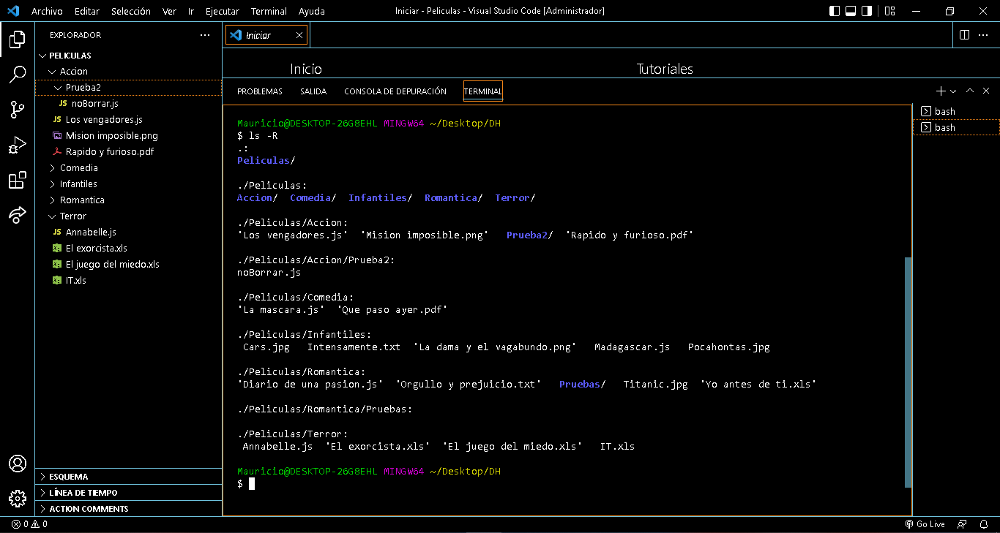 Archivo Editar Selección Ver Ir Ejecutar Terminal Ayuda
Iniciar - Peliculas - Visual Studio Code [Administrador]
EXPLORADOR
PELICULAS
Accion
Prueba2
noBorrar.js
Los vengadores.js
Mision imposible.png
Rapido y furioso.pdf
Comedia
Infantiles
Romantica
Terror
Annabelle.js
El exorcista.xls
El juego del miedo.xls
IT.xls
ESQUEMA
LÍNEA DE TIEMPO
ACTION COMMENTS
Iniciar
Inicio Tutoriales
PROBLEMAS SALIDA CONSOLA DE DEPURACIÓN TERMINAL
Mauricio@DESKTOP-26G8EHL MINGW64 ~/Desktop/DH
$ ls -R
.:
Peliculas/
./Peliculas:
Accion/ Comedia/ Infantiles/ Romantica/ Terror/
./Peliculas/Accion:
'Los vengadores.js' 'Mision imposible.png' Prueba2/ 'Rapido y furioso.pdf'
./Peliculas/Accion/Prueba2:
noBorrar.js
./Peliculas/Comedia:
'La mascara.js' 'Que paso ayer.pdf'
./Peliculas/Infantiles:
Cars.jpg Intensamente.txt 'La dama y el vagabundo.png' Madagascar.js Pocahontas.jpg
./Peliculas/Romantica:
'Diario de una pasion.js' 'Orgullo y prejuicio.txt' Pruebas/ Titanic.jpg 'Yo antes de ti.xls'
./Peliculas/Romantica/Pruebas:
./Peliculas/Terror:
Annabelle.js 'El exorcista.xls' 'El juego del miedo.xls' IT.xls
Mauricio@DESKTOP-26G8EHL MINGW64 ~/Desktop/DH
$
bash
bash
0 0
Go Live